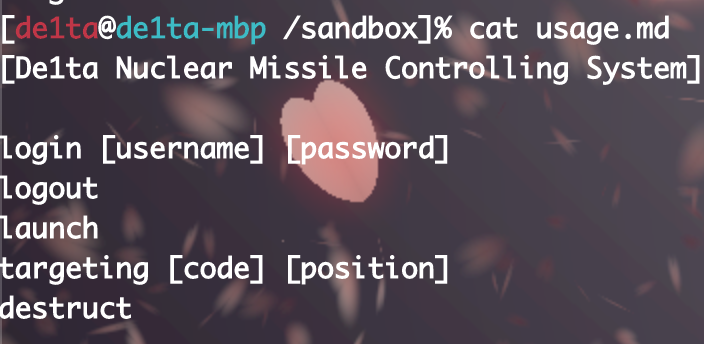 [de1ta@de1ta-mbp /sandbox]% cat usage.md
[De1ta Nuclear Missile Controlling System]
login [username] [password]
logout
launch
targeting [code] [position]
destruct